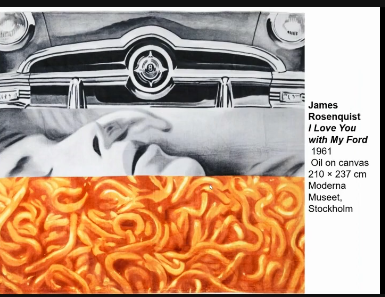 James
Rosenquist
I Love You
with My Ford
1961
Oil on canvas
210 × 237 cm
Moderna
Museet,
Stockholm